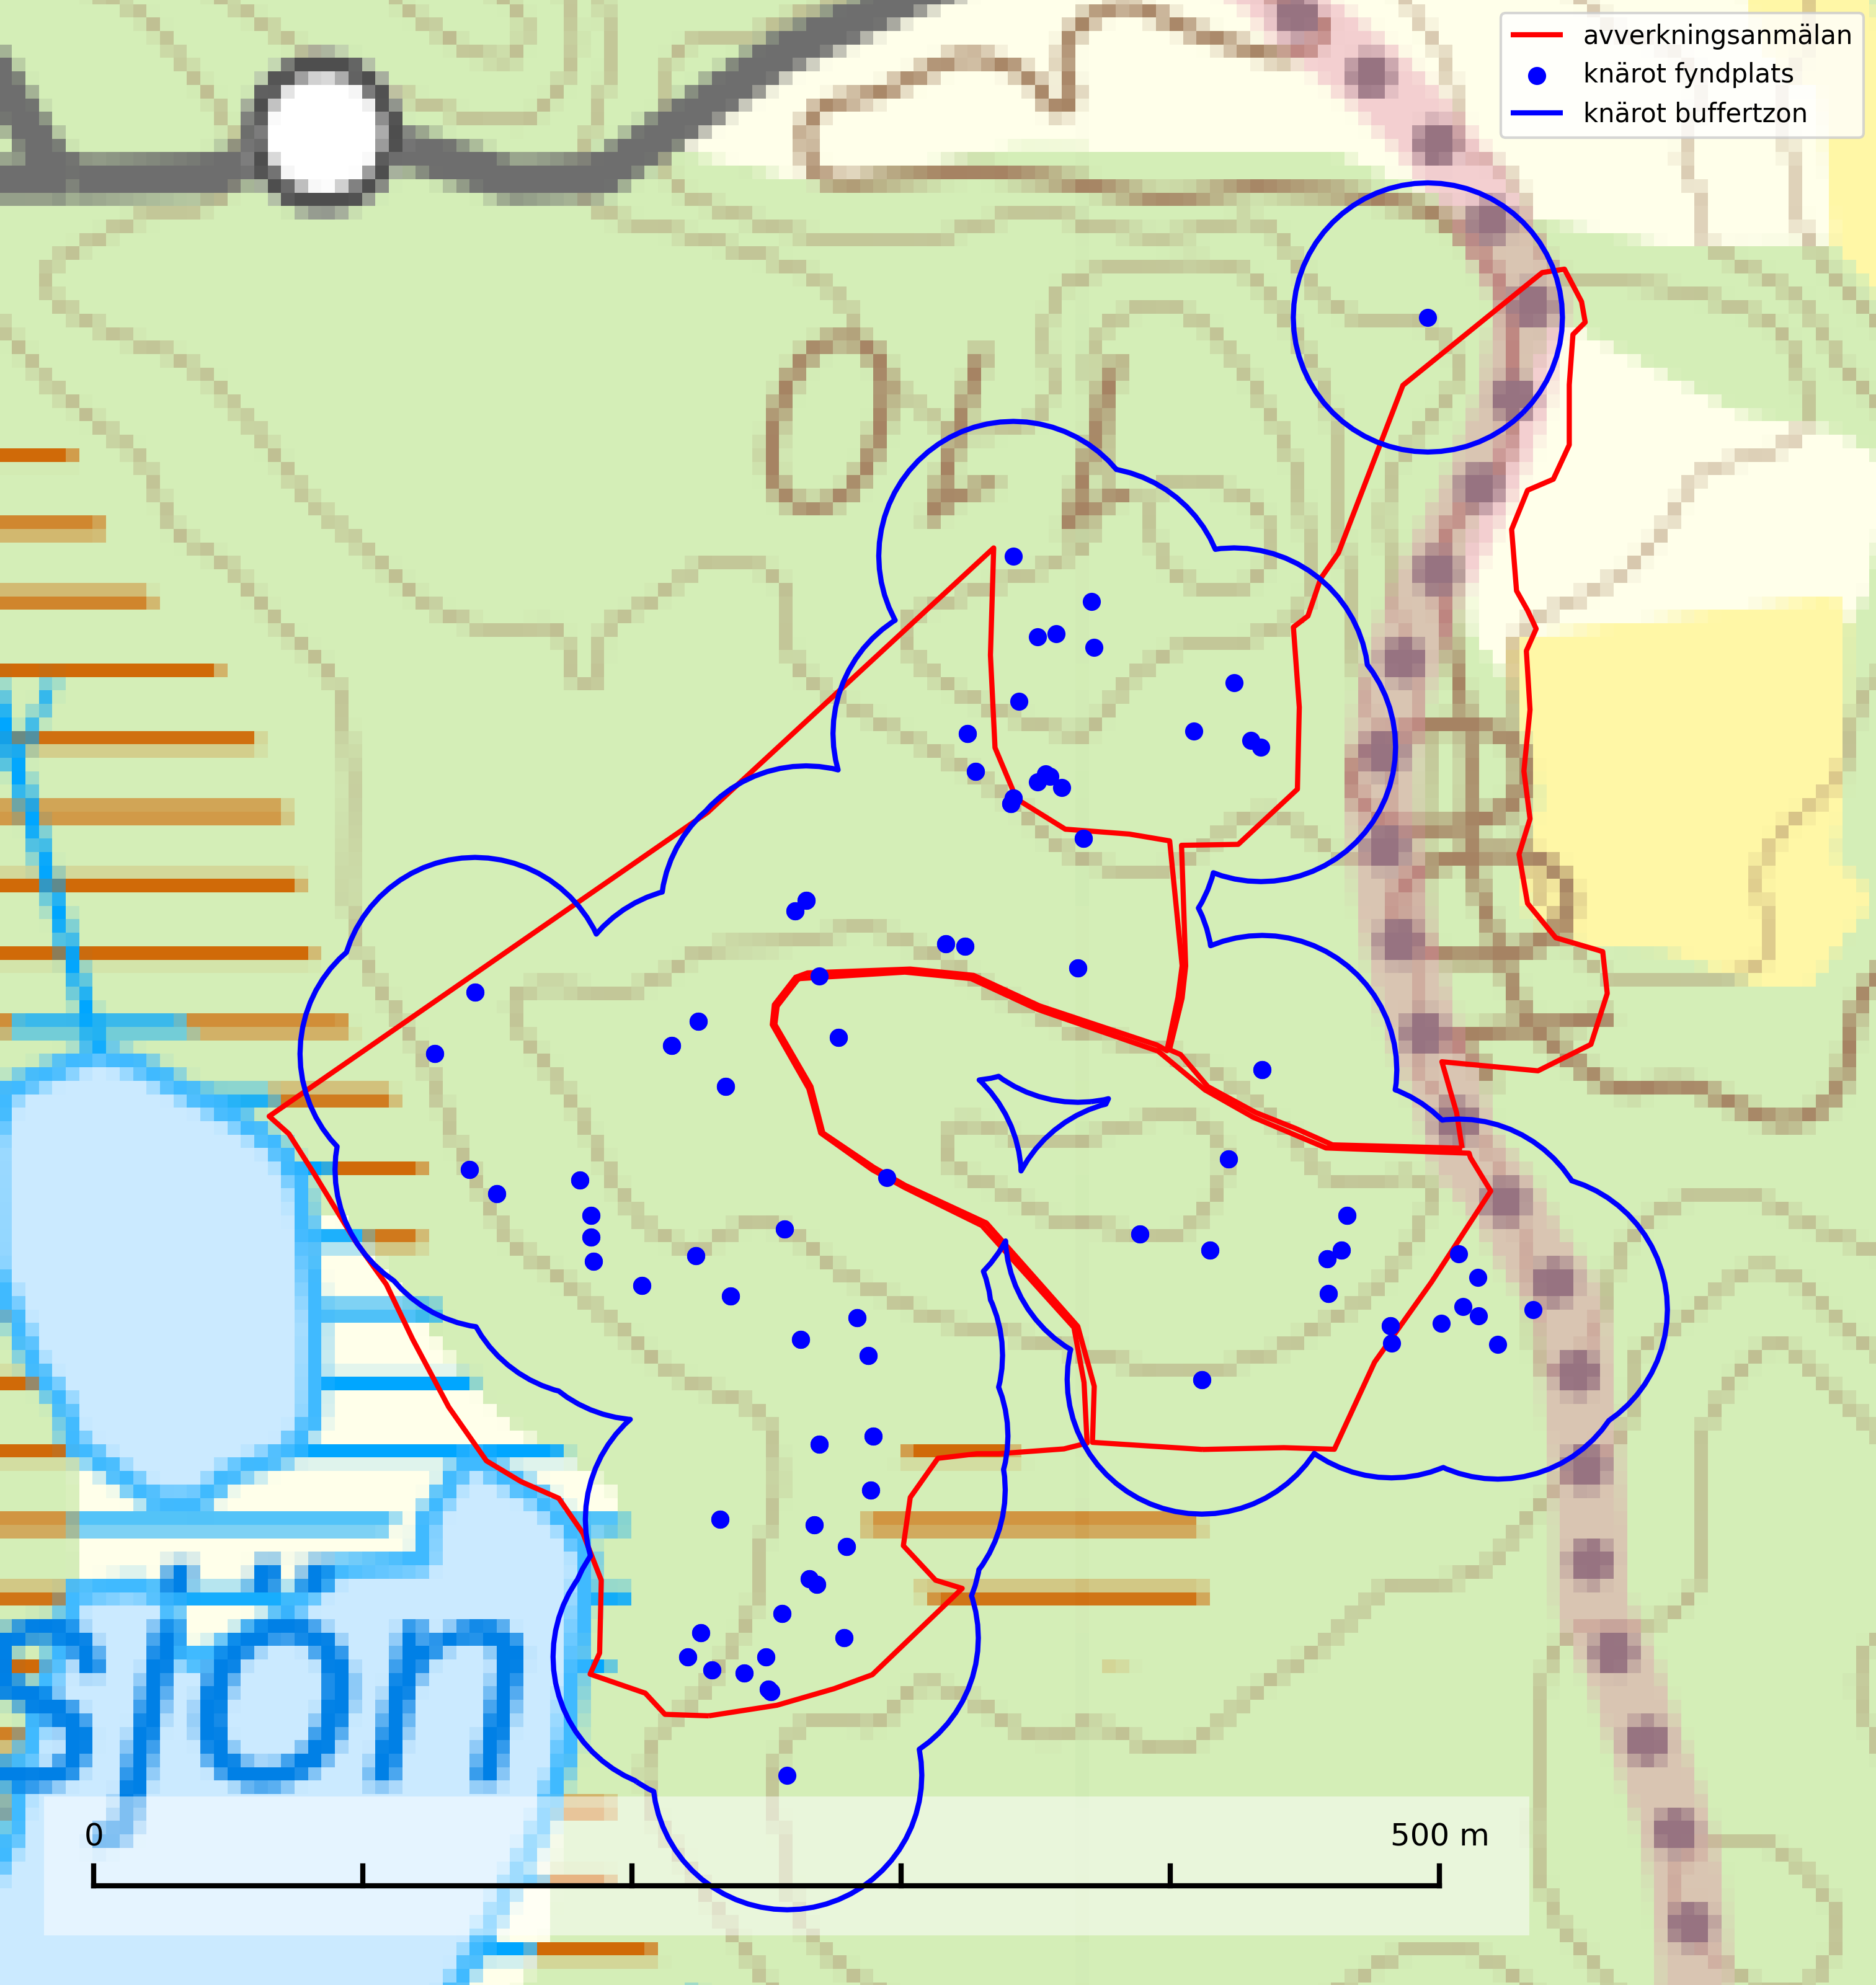 avverkningsanmälan
knärot fyndplats
knärot buffertzon
sjön
0
500 m